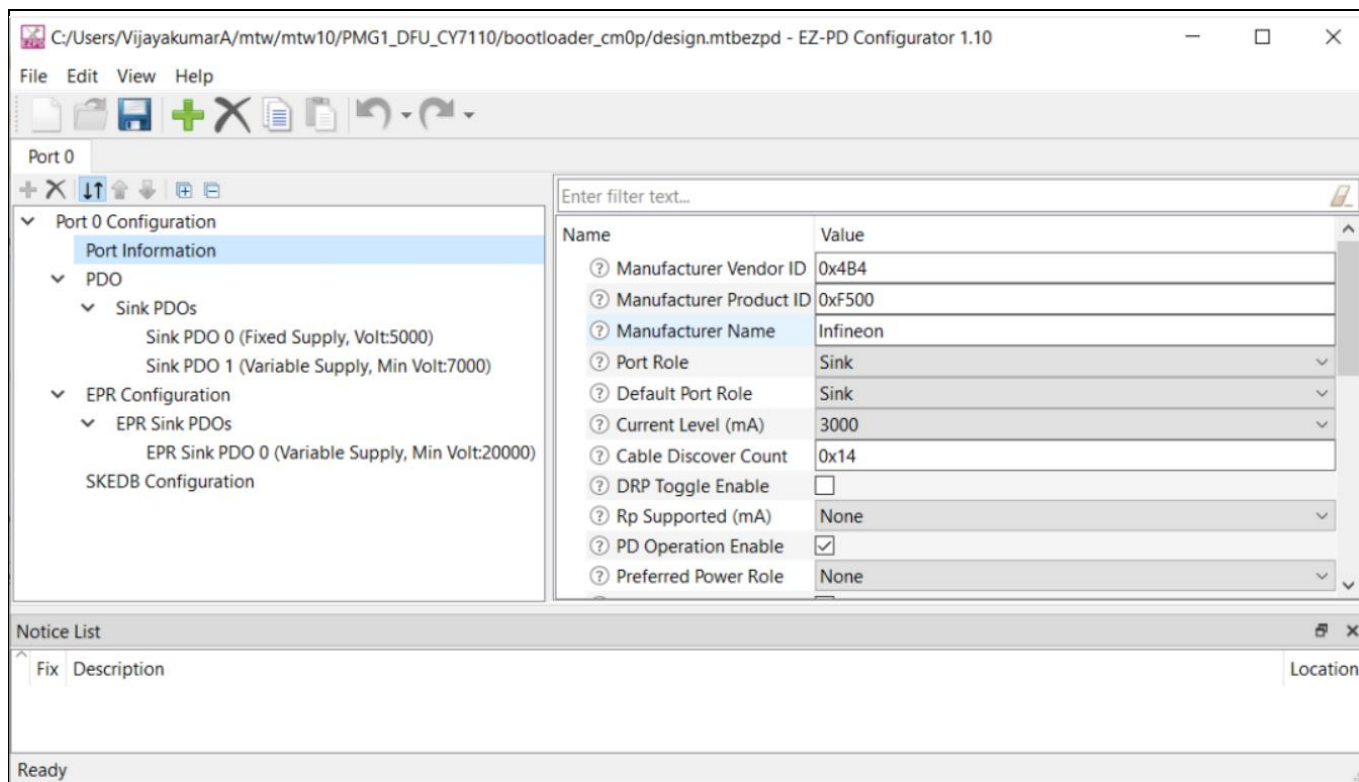 C:/Users/VijayakumarA/mtw/mtw10/PMG1_DFU_CY7110/bootloader_cm0p/design.mtbezpd - EZ-PD Configurator 1.10
File Edit View Help
Port 0
Enter filter text...
Port 0 Configuration
Port Information
PDO
Sink PDOs
Sink PDO 0 (Fixed Supply, Volt:5000)
Sink PDO 1 (Variable Supply, Min Volt:7000)
EPR Configuration
EPR Sink PDOs
EPR Sink PDO 0 (Variable Supply, Min Volt:20000)
SKEDB Configuration
Name Value
Manufacturer Vendor ID 0x4B4
Manufacturer Product ID 0xF500
Manufacturer Name Infineon
Port Role Sink
Default Port Role Sink
Current Level (mA) 3000
Cable Discover Count 0x14
DRP Toggle Enable
Rp Supported (mA) None
PD Operation Enable
Preferred Power Role None
Notice List
Fix Description Location
Ready